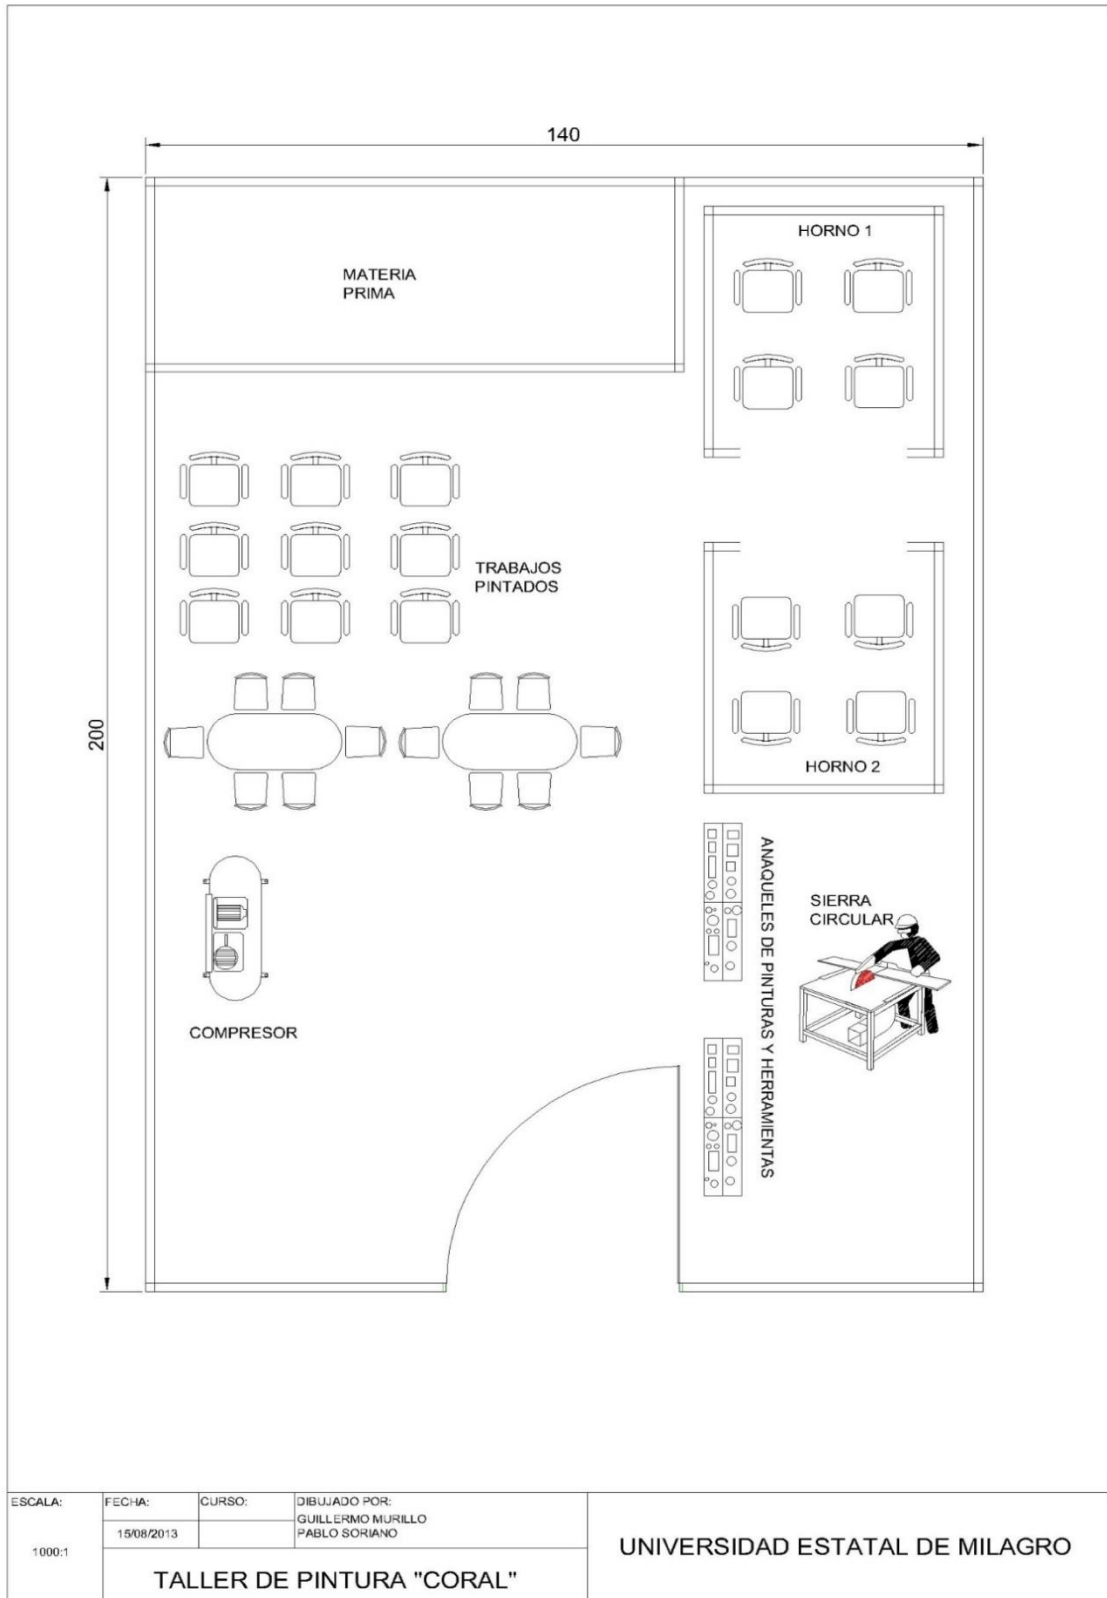 140
200
MATERIA
PRIMA
HORNO 1
TRABAJOS
PINTADOS
HORNO 2
ANAQUELES DE PINTURAS Y HERRAMIENTAS
SIERRA
CIRCULAR
COMPRESOR
ESCALA:
1000:1
FECHA:
15/08/2013
CURSO:
DIBUJADO POR:
GUILLERMO MURILLO
PABLO SORIANO
TALLER DE PINTURA "CORAL"
UNIVERSIDAD ESTATAL DE MILAGRO